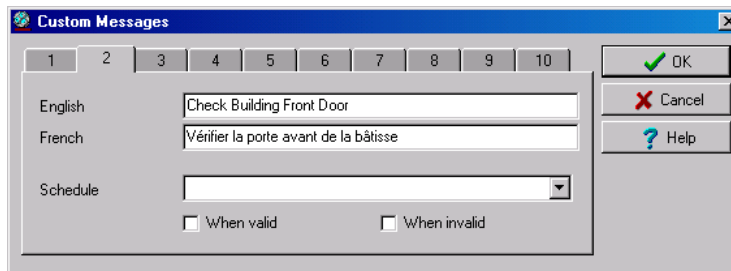 Custom Messages
1 2 3 4 5 6 7 8 9 10
English Check Building Front Door
French Vérifier la porte avant de la bâtisse
Schedule
When valid When invalid
OK
Cancel
Help